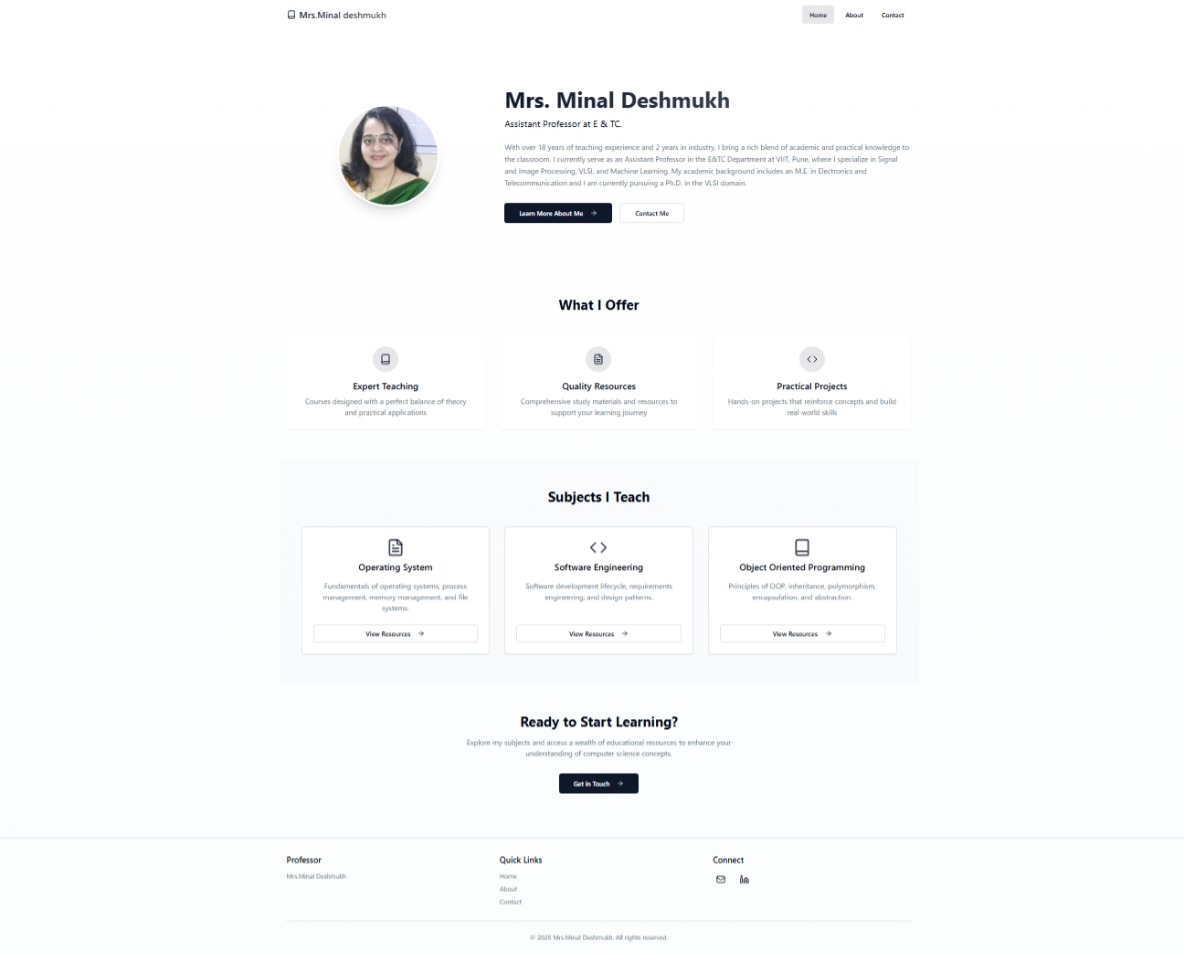 Mrs.Minal deshmukh
Home
About
Contact
Mrs. Minal Deshmukh
Assistant Professor at E & TC.
With over 18 years of teaching experience and 2 years in industry, I bring a rich blend of academic and practical knowledge to
the classroom. I currently serve as an Assistant Professor in the E&TC Department at VIIT, Pune, where I specialize in Signal
and Image Processing, VLSI, and Machine Learning. My academic background includes an M.E. in Electronics and
Telecommunication and I am currently pursuing a Ph.D. in the VLSI domain.
Learn More About Me
Contact Me
What I Offer
Expert Teaching
Courses designed with a perfect balance of theory
and practical applications
Quality Resources
Comprehensive study materials and resources to
support your learning journey
Practical Projects
Hands-on projects that reinforce concepts and build
real-world skills
Subjects I Teach
Operating System
Fundamentals of operating systems, process
management, memory management, and file
systems.
View Resources
Software Engineering
Software development lifecycle, requirements
engineering, and design patterns.
View Resources
Object Oriented Programming
Principles of OOP, inheritance, polymorphism,
encapsulation, and abstraction.
View Resources
Ready to Start Learning?
Explore my subjects and access a wealth of educational resources to enhance your
understanding of computer science concepts.
Get In Touch
Professor
Mrs.Minal Deshmukh
Quick Links
Home
About
Contact
Connect
© 2025 Mrs.Minal Deshmukh. All rights reserved.